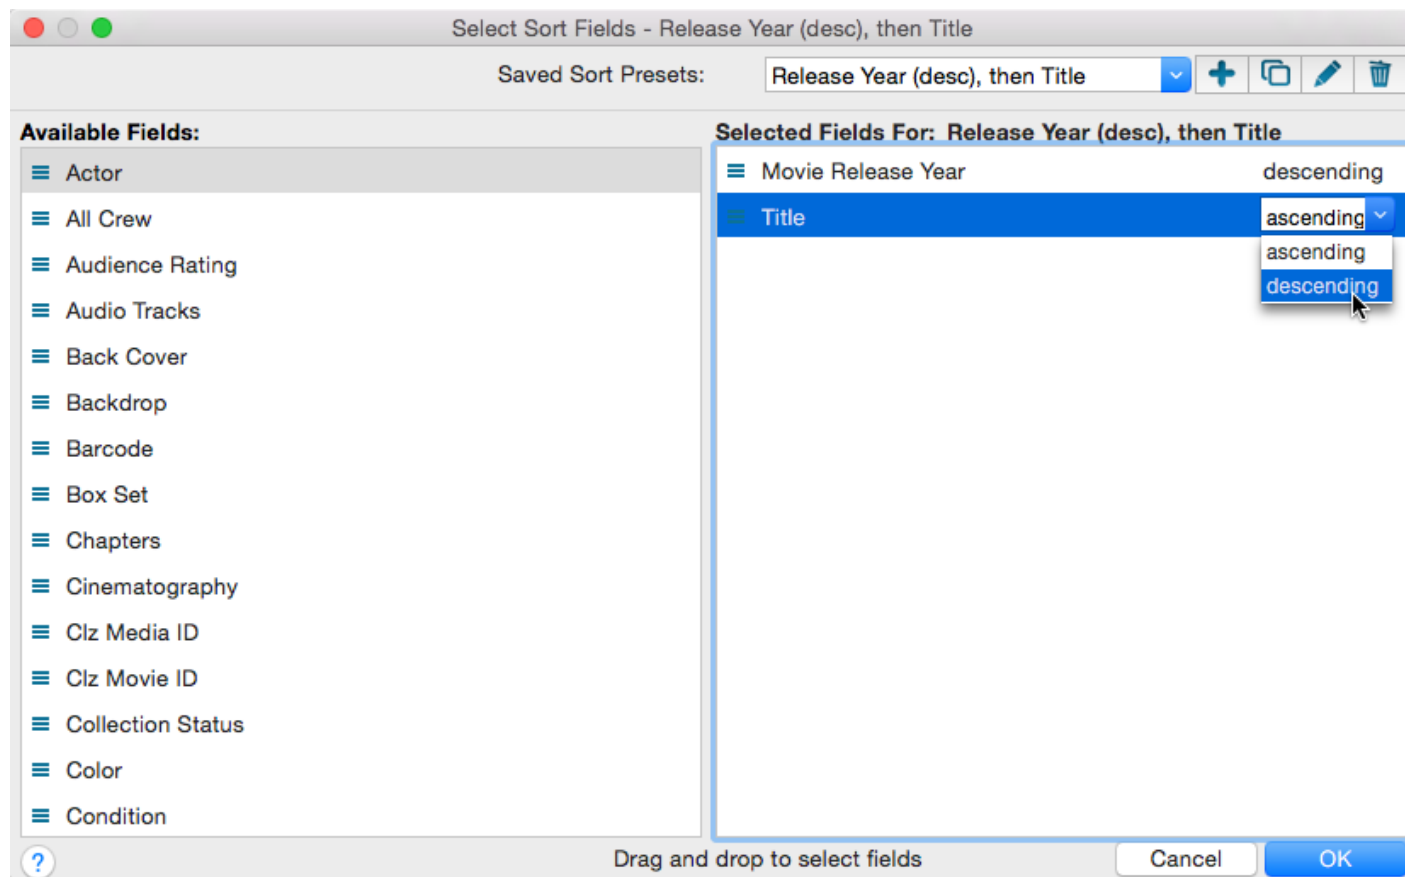 Select Sort Fields - Release Year (desc), then Title
Saved Sort Presets: Release Year (desc), then Title
Available Fields:
Actor
All Crew
Audience Rating
Audio Tracks
Back Cover
Backdrop
Barcode
Box Set
Chapters
Cinematography
Clz Media ID
Clz Movie ID
Collection Status
Color
Condition
Selected Fields For: Release Year (desc), then Title
Movie Release Year descending
Title ascending
ascending
descending
? Drag and drop to select fields Cancel OK